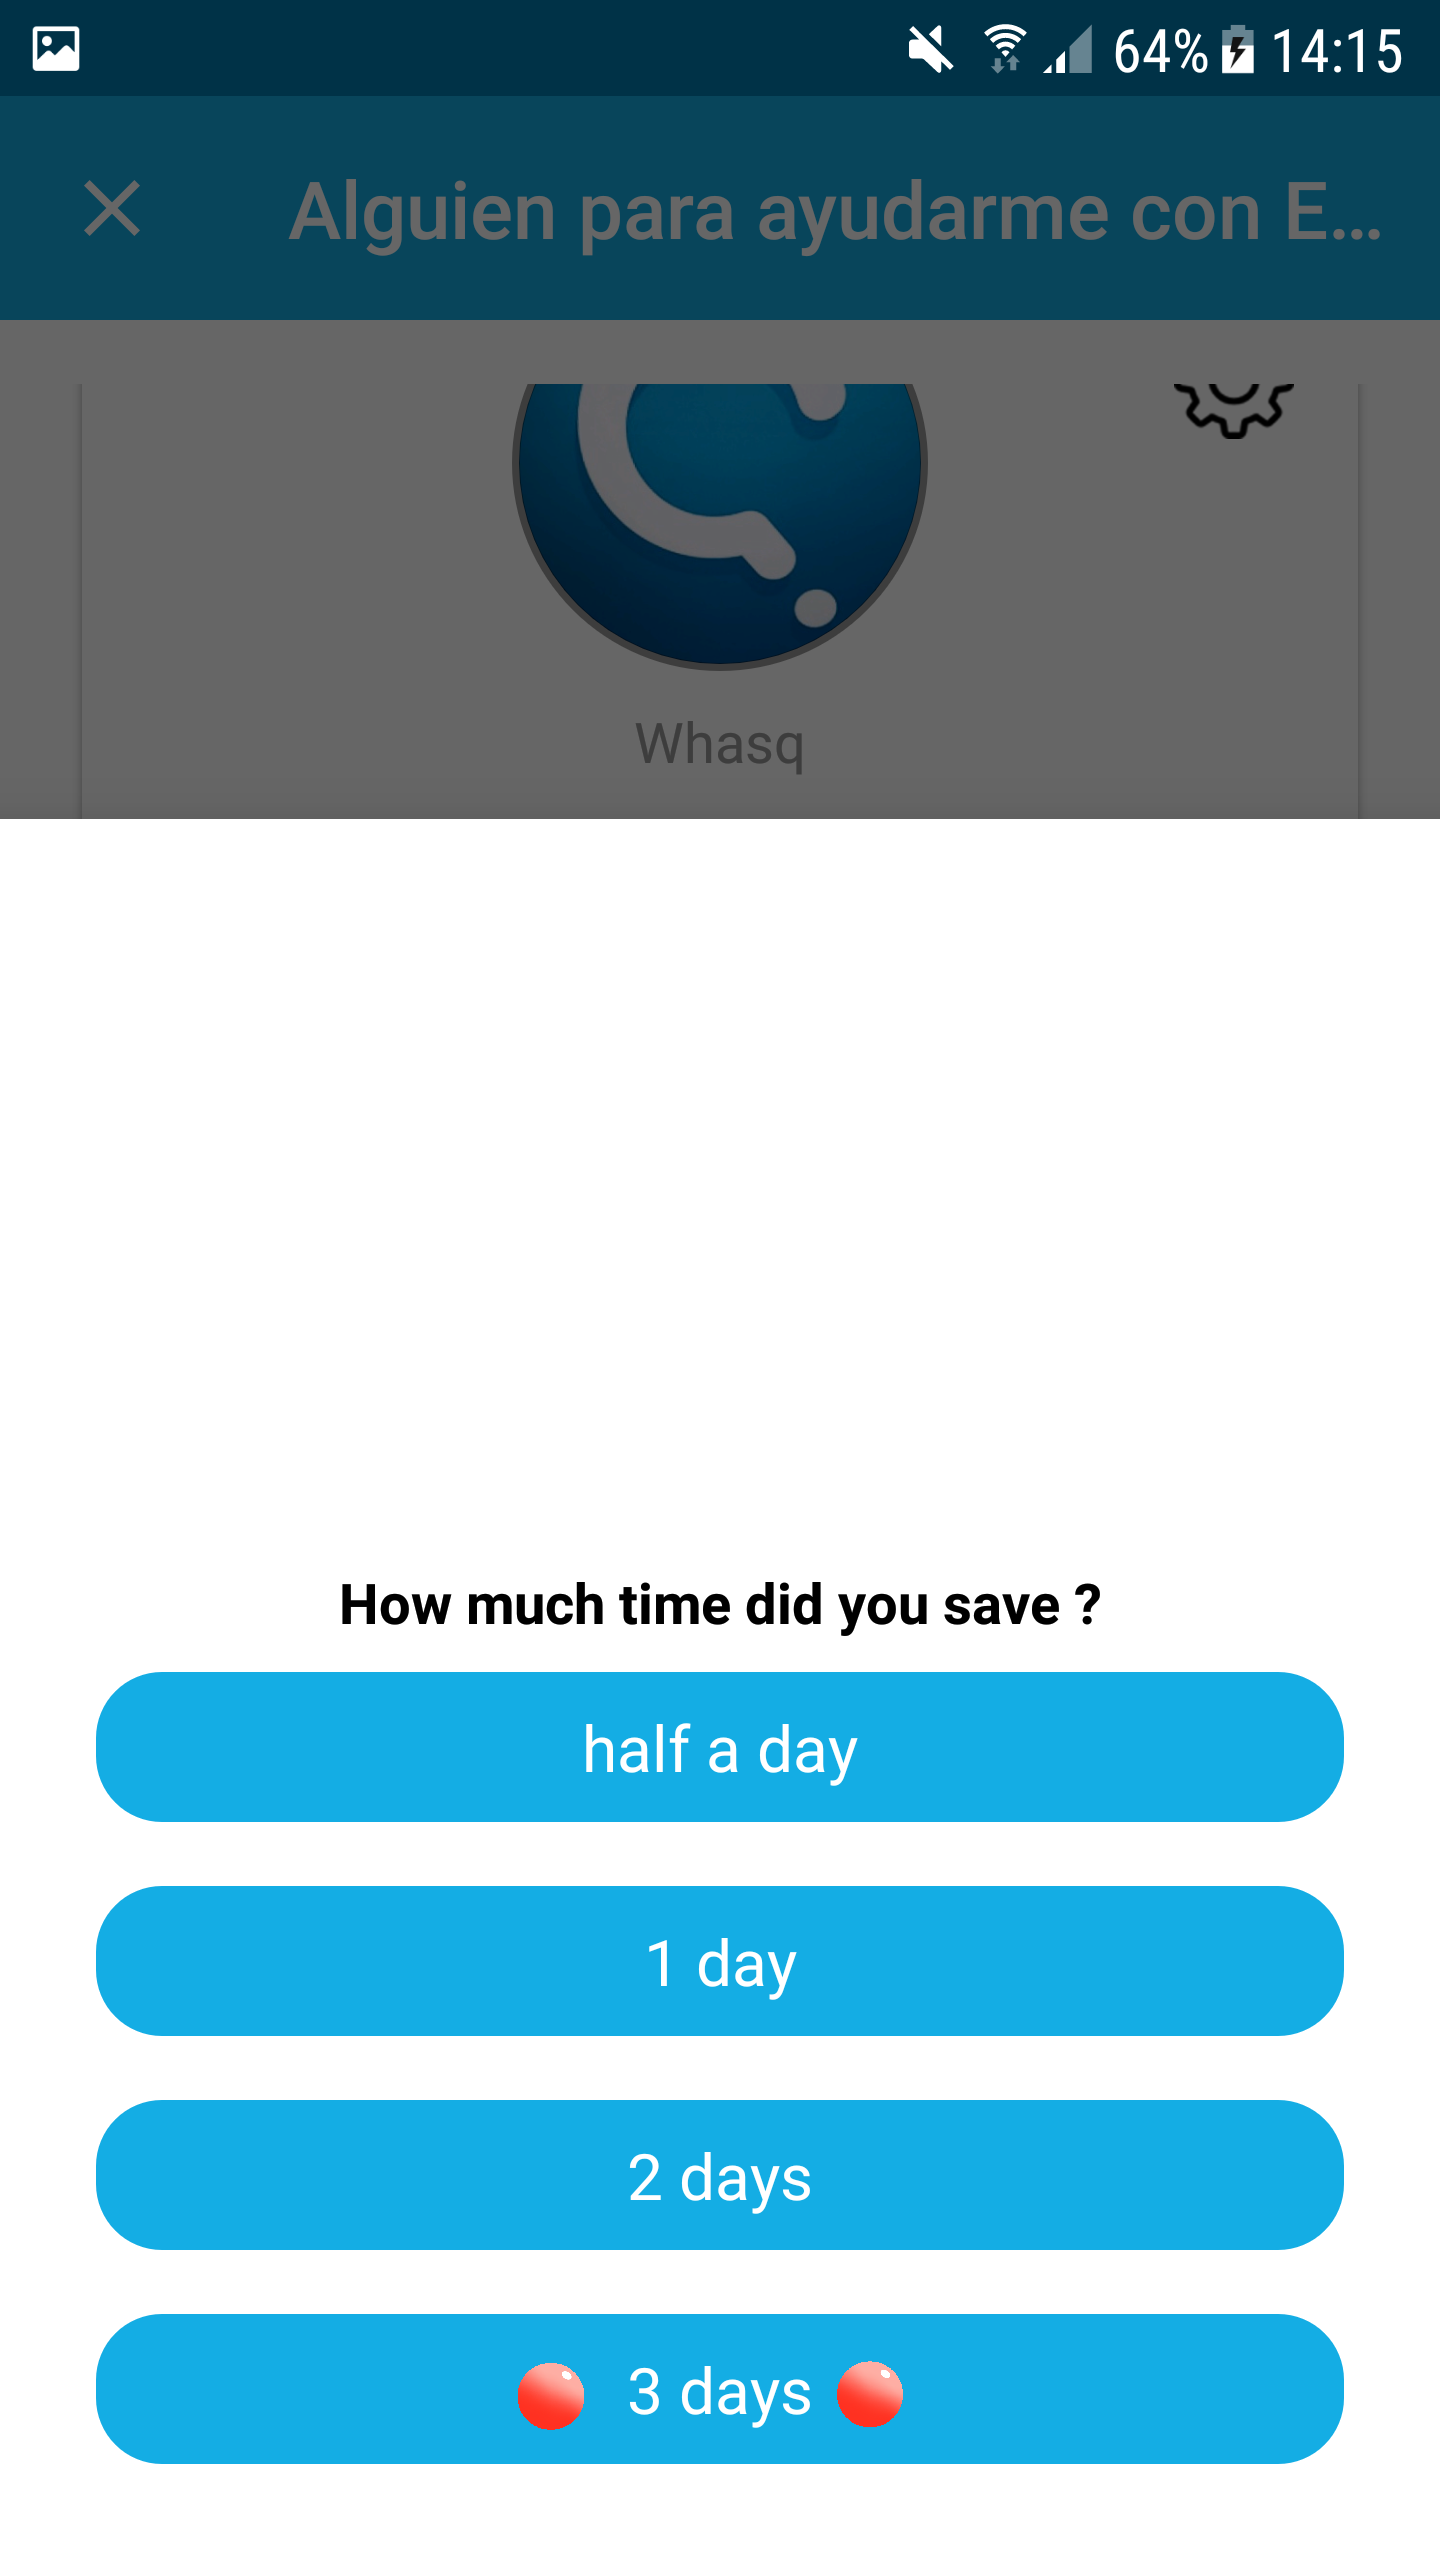 64% 14:15
Alguien para ayudarme con E...
Whasq
How much time did you save ?
half a day
1 day
2 days
3 days